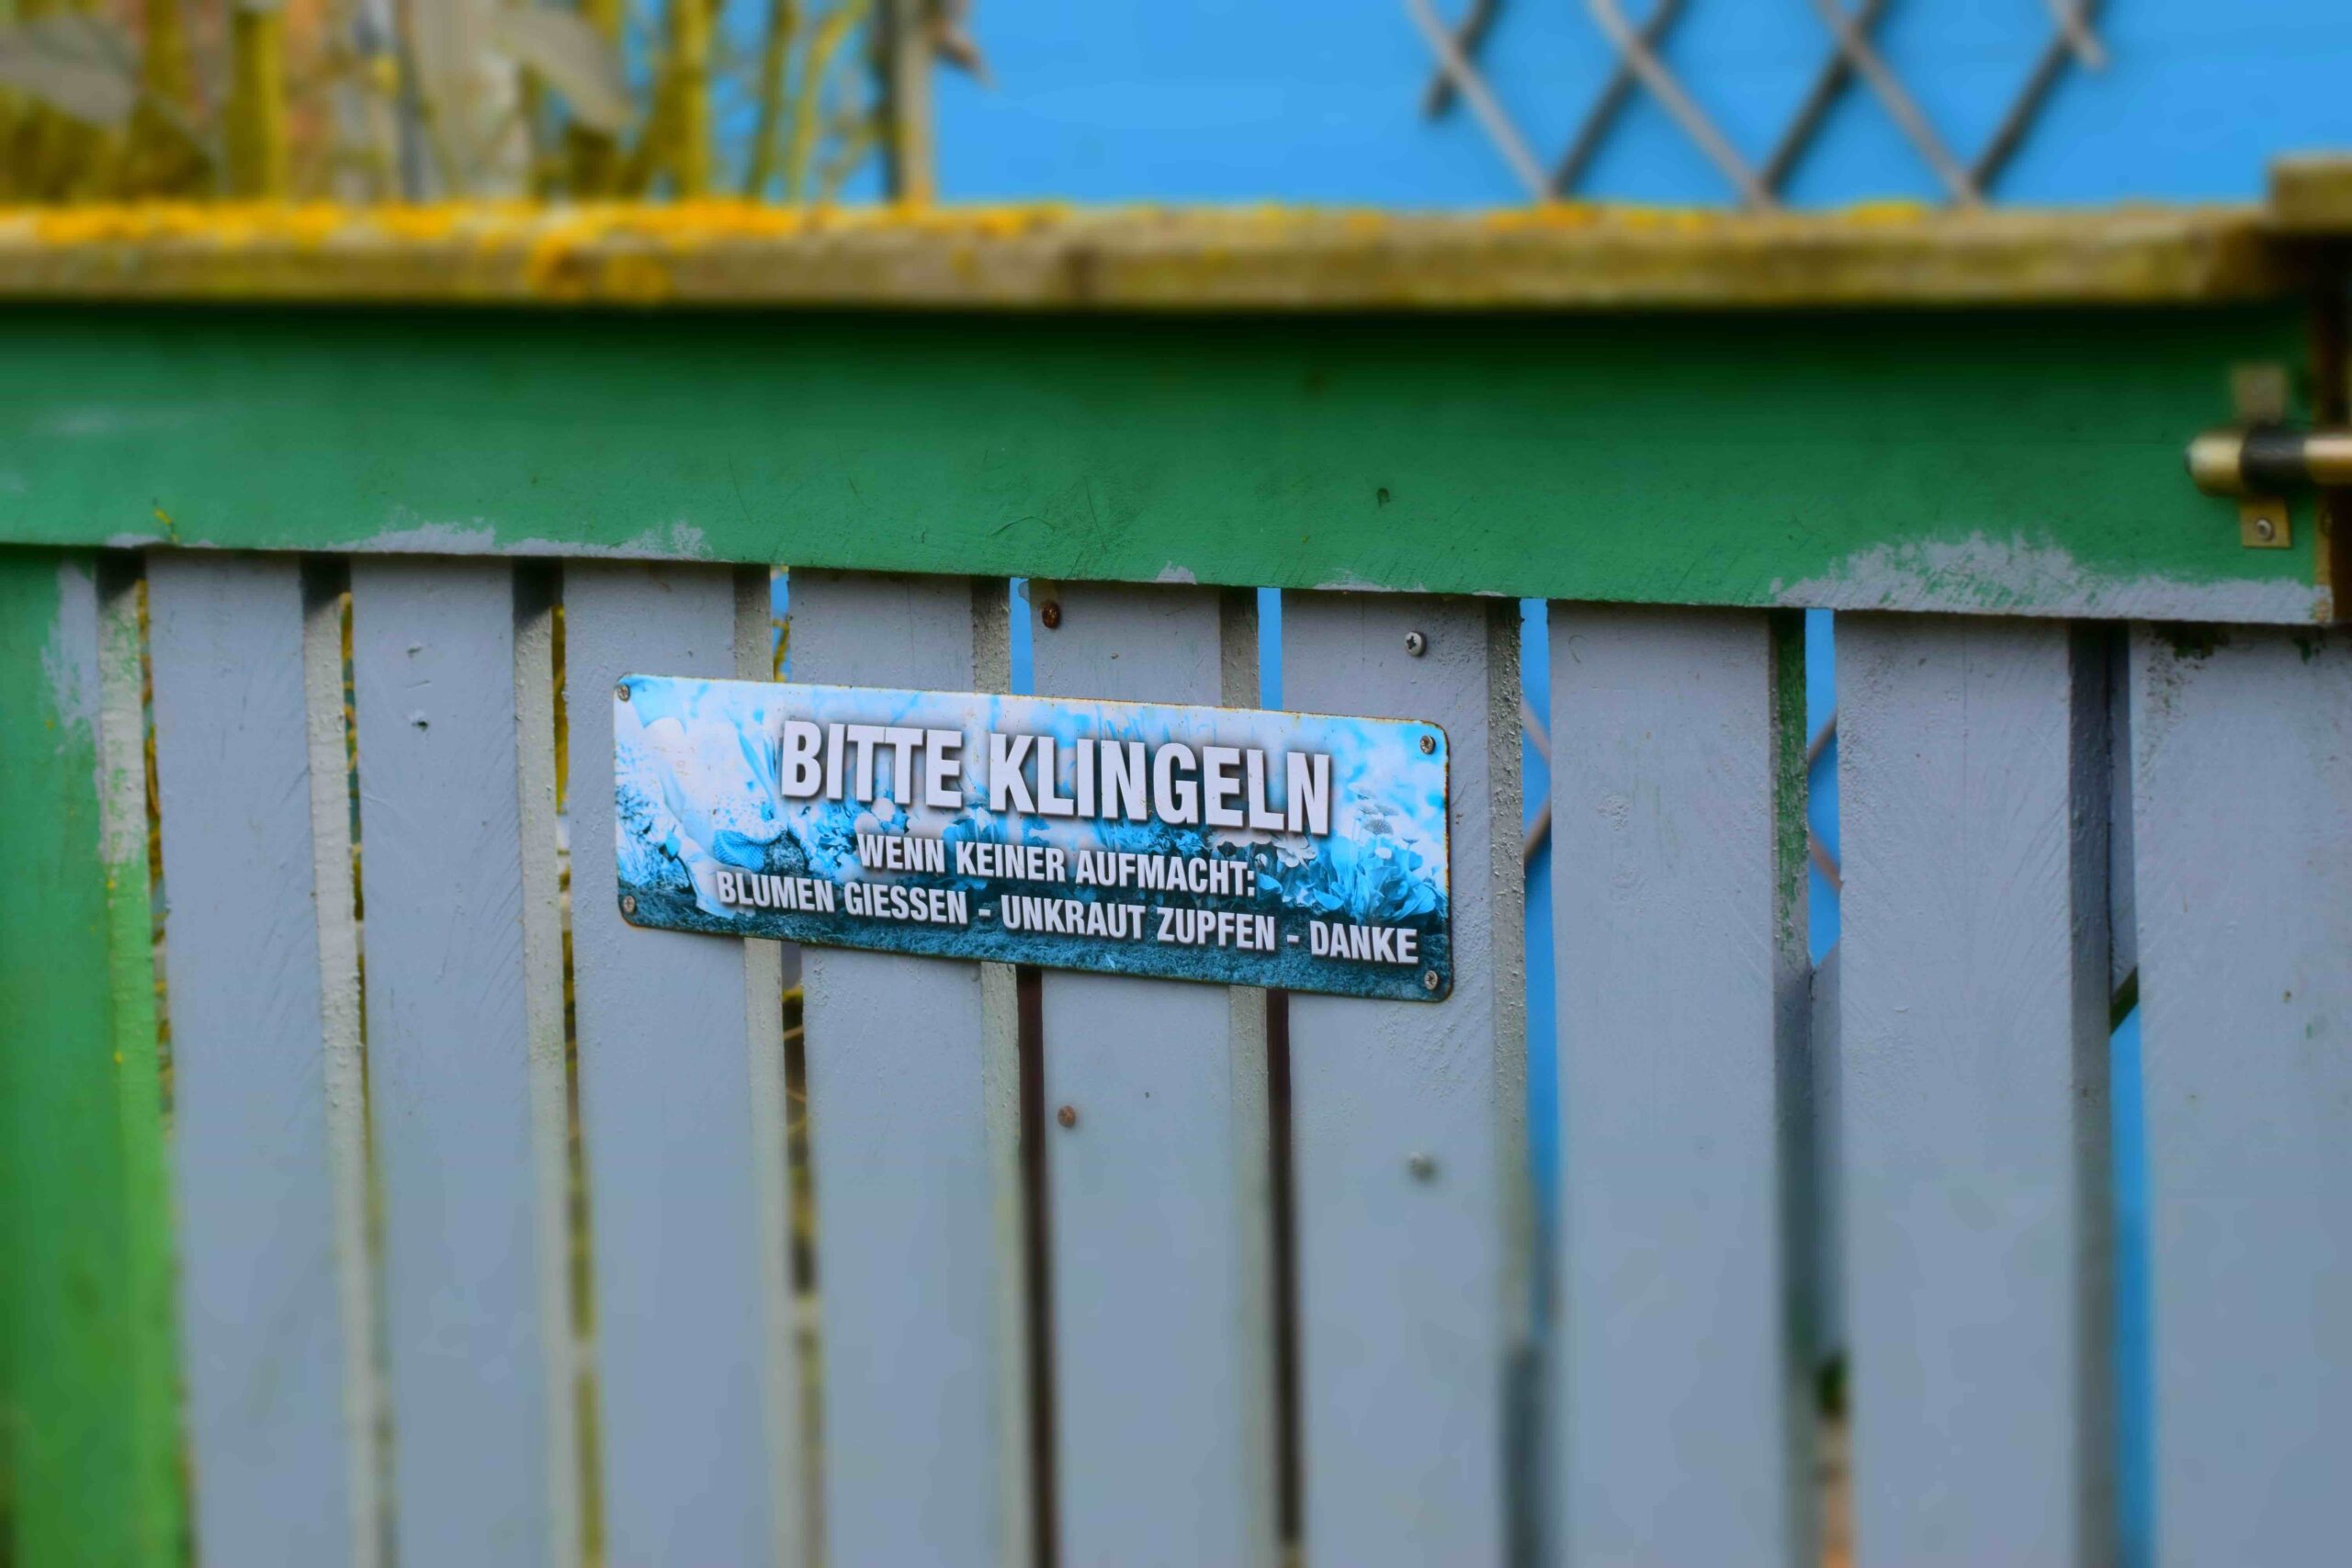 BITTE KLINGELN
WENN KEINER AUFMACHT:
BLUMEN GIESSEN - UNKRAUT ZUPFEN - DANKE